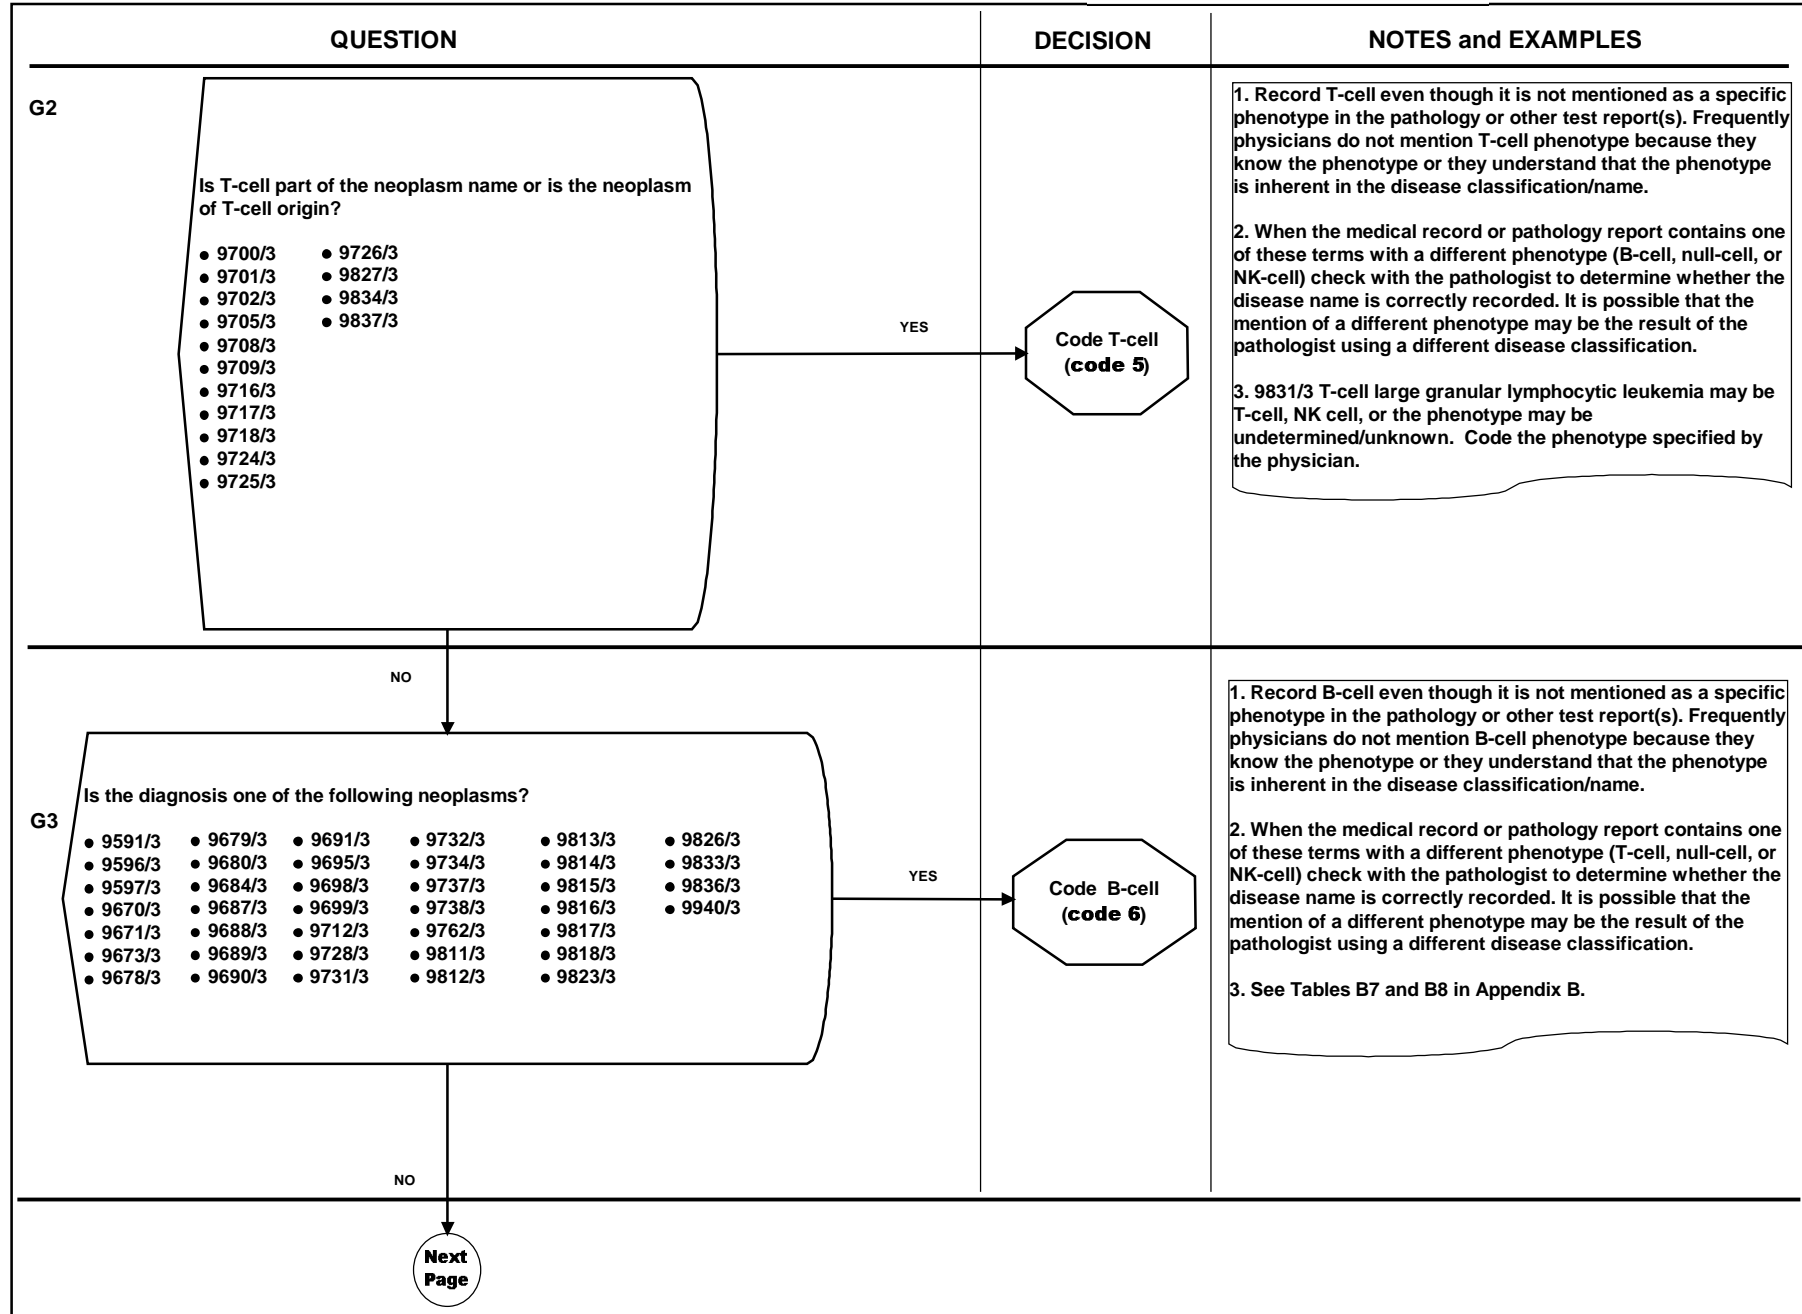 QUESTION
DECISION
NOTES and EXAMPLES
G2
Is T-cell part of the neoplasm name or is the neoplasm
of T-cell origin?
● 9700/3 ● 9726/3
● 9701/3 ● 9827/3
● 9702/3 ● 9834/3
● 9705/3 ● 9837/3
● 9708/3
● 9709/3
● 9716/3
● 9717/3
● 9718/3
● 9724/3
● 9725/3
YES
Code T-cell
(code 5)
1. Record T-cell even though it is not mentioned as a specific
phenotype in the pathology or other test report(s). Frequently
physicians do not mention T-cell phenotype because they
know the phenotype or they understand that the phenotype
is inherent in the disease classification/name.
2. When the medical record or pathology report contains one
of these terms with a different phenotype (B-cell, null-cell, or
NK-cell) check with the pathologist to determine whether the
disease name is correctly recorded. It is possible that the
mention of a different phenotype may be the result of the
pathologist using a different disease classification.
3. 9831/3 T-cell large granular lymphocytic leukemia may be
T-cell, NK cell, or the phenotype may be
undetermined/unknown. Code the phenotype specified by
the physician.
NO
G3
Is the diagnosis one of the following neoplasms?
● 9591/3 ● 9679/3 ● 9691/3 ● 9732/3 ● 9813/3 ● 9826/3
● 9596/3 ● 9680/3 ● 9695/3 ● 9734/3 ● 9814/3 ● 9833/3
● 9597/3 ● 9684/3 ● 9698/3 ● 9737/3 ● 9815/3 ● 9836/3
● 9670/3 ● 9687/3 ● 9699/3 ● 9738/3 ● 9816/3 ● 9940/3
● 9671/3 ● 9688/3 ● 9712/3 ● 9762/3 ● 9817/3
● 9673/3 ● 9689/3 ● 9728/3 ● 9811/3 ● 9818/3
● 9678/3 ● 9690/3 ● 9731/3 ● 9812/3 ● 9823/3
YES
Code B-cell
(code 6)
1. Record B-cell even though it is not mentioned as a specific
phenotype in the pathology or other test report(s). Frequently
physicians do not mention B-cell phenotype because they
know the phenotype or they understand that the phenotype
is inherent in the disease classification/name.
2. When the medical record or pathology report contains one
of these terms with a different phenotype (T-cell, null-cell, or
NK-cell) check with the pathologist to determine whether the
disease name is correctly recorded. It is possible that the
mention of a different phenotype may be the result of the
pathologist using a different disease classification.
3. See Tables B7 and B8 in Appendix B.
NO
Next
Page